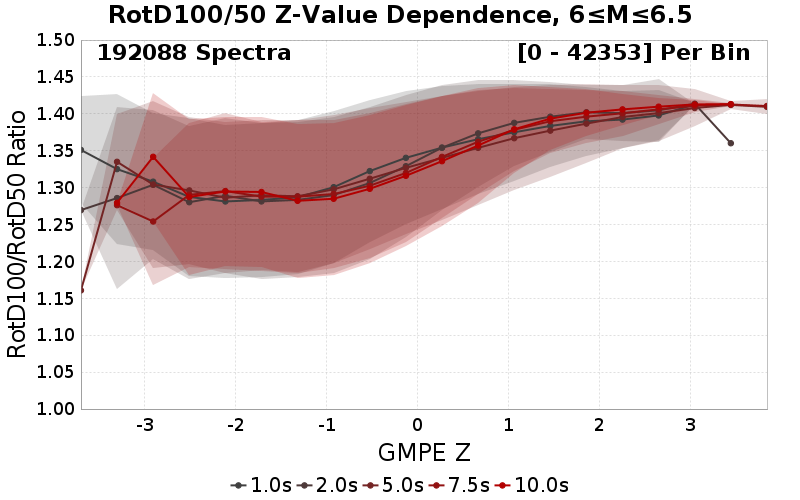 RotD100/50 Z-Value Dependence, 6≤M≤6.5
192088 Spectra
[0 - 42353] Per Bin
RotD100/RotD50 Ratio
1.50
1.45
1.40
1.35
1.30
1.25
1.20
1.15
1.10
1.05
1.00
-3 -2 -1 0 1 2 3
GMPE Z
1.0s 2.0s 5.0s 7.5s 10.0s